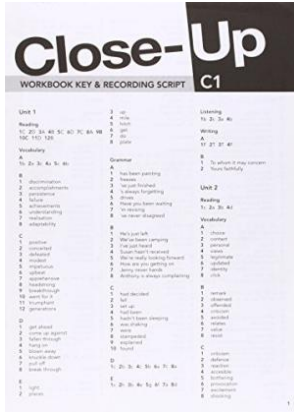 Close-Up
WORKBOOK KEY & RECORDING SCRIPT
C1
Unit 1
Reading
Vocabulary
A
B
1 discrimination
2 accomplishments
3 persistence
4 failure
5 achievements
6 understanding
7 realisation
8 adaptability
C
1 positive
2 conceited
3 defeated
4 modest
5 impetuous
6 upbeat
7 apprehensive
8 headstrong
9 breakthrough
10 went for it
11 triumphant
12 generations
D
1 get ahead
2 come up against
3 fallen through
4 hang on
5 blown away
6 knuckle down
7 put off
8 break through
E
1 light
2 pieces
3 up
4 mile
5 hatch
6 get
7 do
8 plate
Grammar
A
1 has been painting
2 freezes
3 've just finished
4 's always forgetting
5 drives
6 Have you been waiting
7 'm revising
8 've never disagreed
B
1 He's just left
2 We've been camping
3 I've just heard
4 Susan hasn't received
5 We're really looking forward
6 How are you getting on
7 Jenny never hands
8 Anthony is always complaining
C
1 had decided
2 fell
3 set up
4 had been
5 hadn't been sleeping
6 was shaking
7 were
8 stampeded
9 explained
10 found
D
E
Listening
Writing
A
B
1 To whom it may concern
2 Yours faithfully
Unit 2
Reading
Vocabulary
A
1 choice
2 contact
3 personal
4 views
5 legitimate
6 updated
7 identity
8 click
B
1 remark
2 observed
3 offended
4 criticism
5 avoided
6 relates
7 value
8 resort
C
1 criticism
2 defence
3 reaction
4 accessible
5 bothering
6 provocation
7 excitement
8 shocking
1